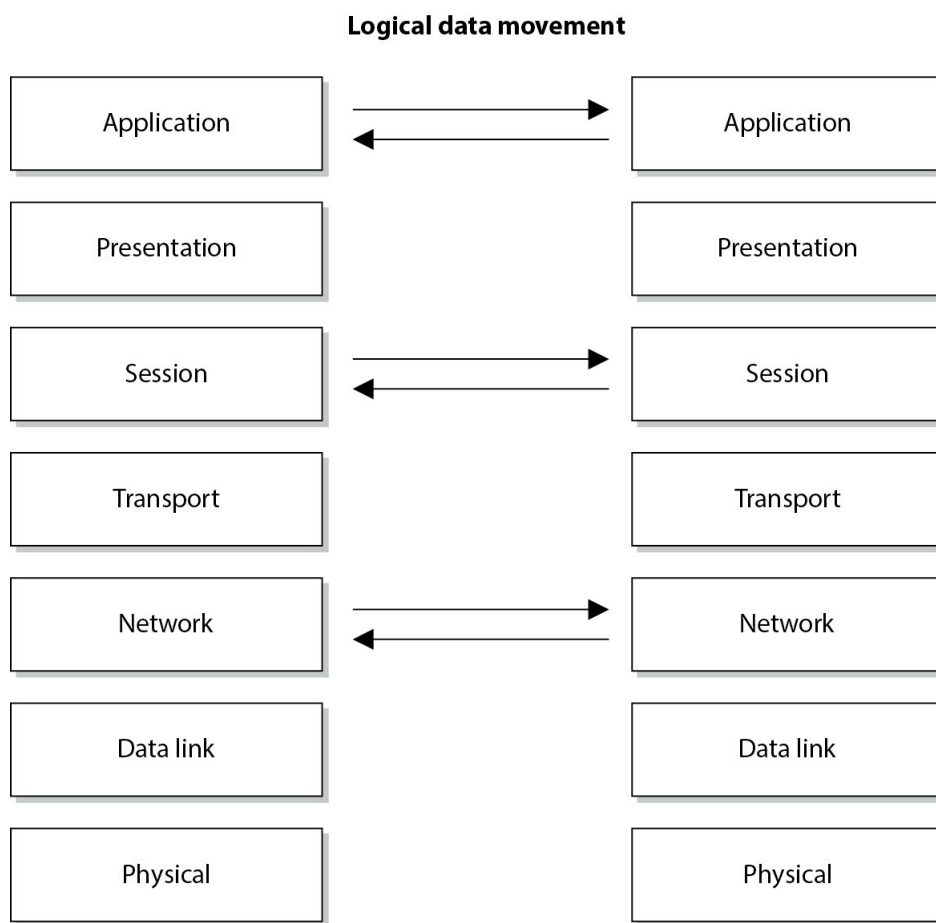 Logical data movement
Application
Application
Presentation
Presentation
Session
Session
Transport
Transport
Network
Network
Data link
Data link
Physical
Physical